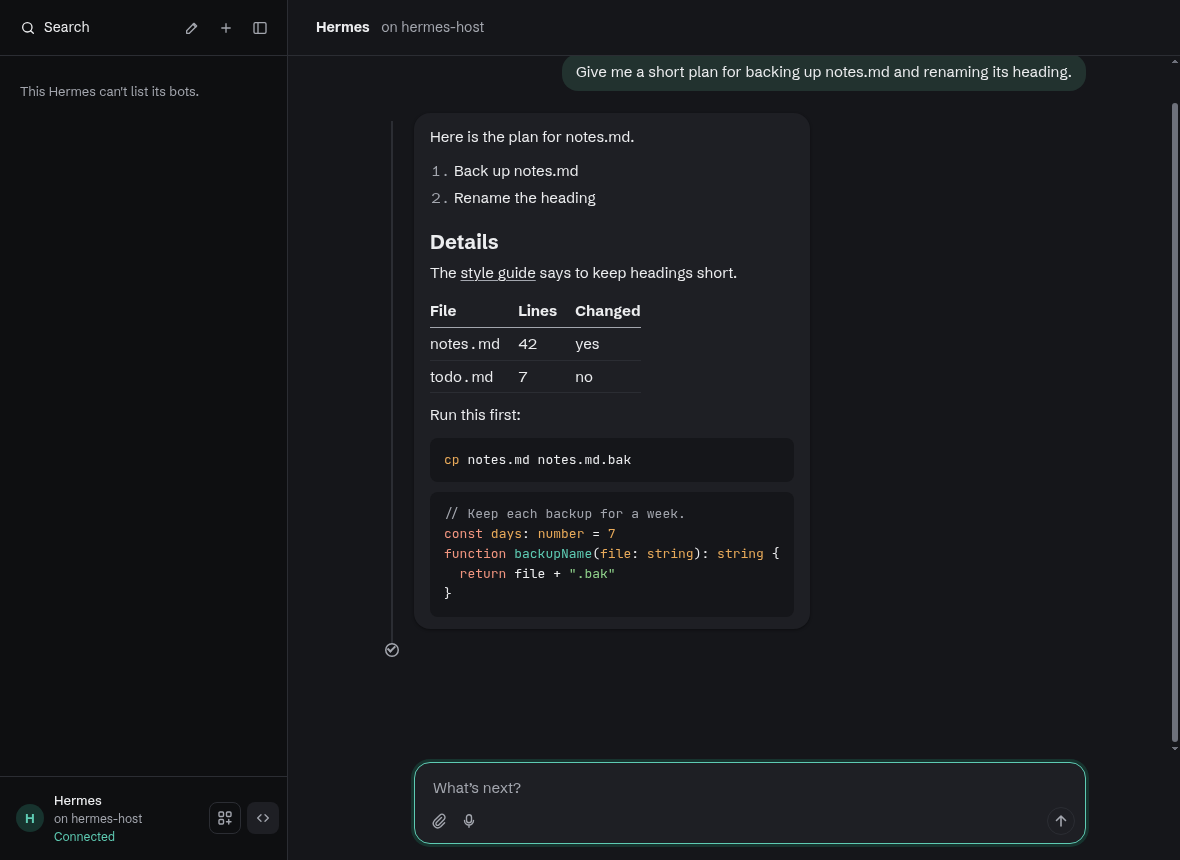 Search
Hermes on hermes-host
This Hermes can't list its bots.
Give me a short plan for backing up notes.md and renaming its heading.
Here is the plan for notes.md.
1. Back up notes.md
2. Rename the heading
Details
The style guide says to keep headings short.
File Lines Changed
notes.md 42 yes
todo.md 7 no
Run this first:
cp notes.md notes.md.bak
// Keep each backup for a week.
const days: number = 7
function backupName(file: string): string {
  return file + ".bak"
}
What's next?
H
Hermes
on hermes-host
Connected